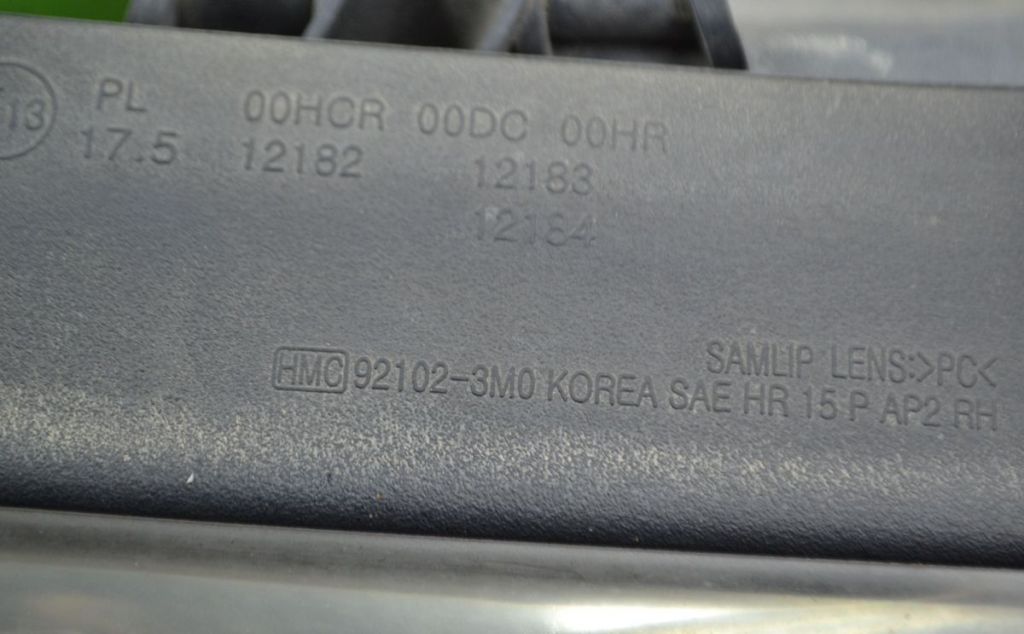 13 PL 00HCR 00DC 00HR
17.5 12182 12183
12184
SAMLIP LENS:>PC<
HMC 92102-3M0 KOREA SAE HR 15 P AP2 RH